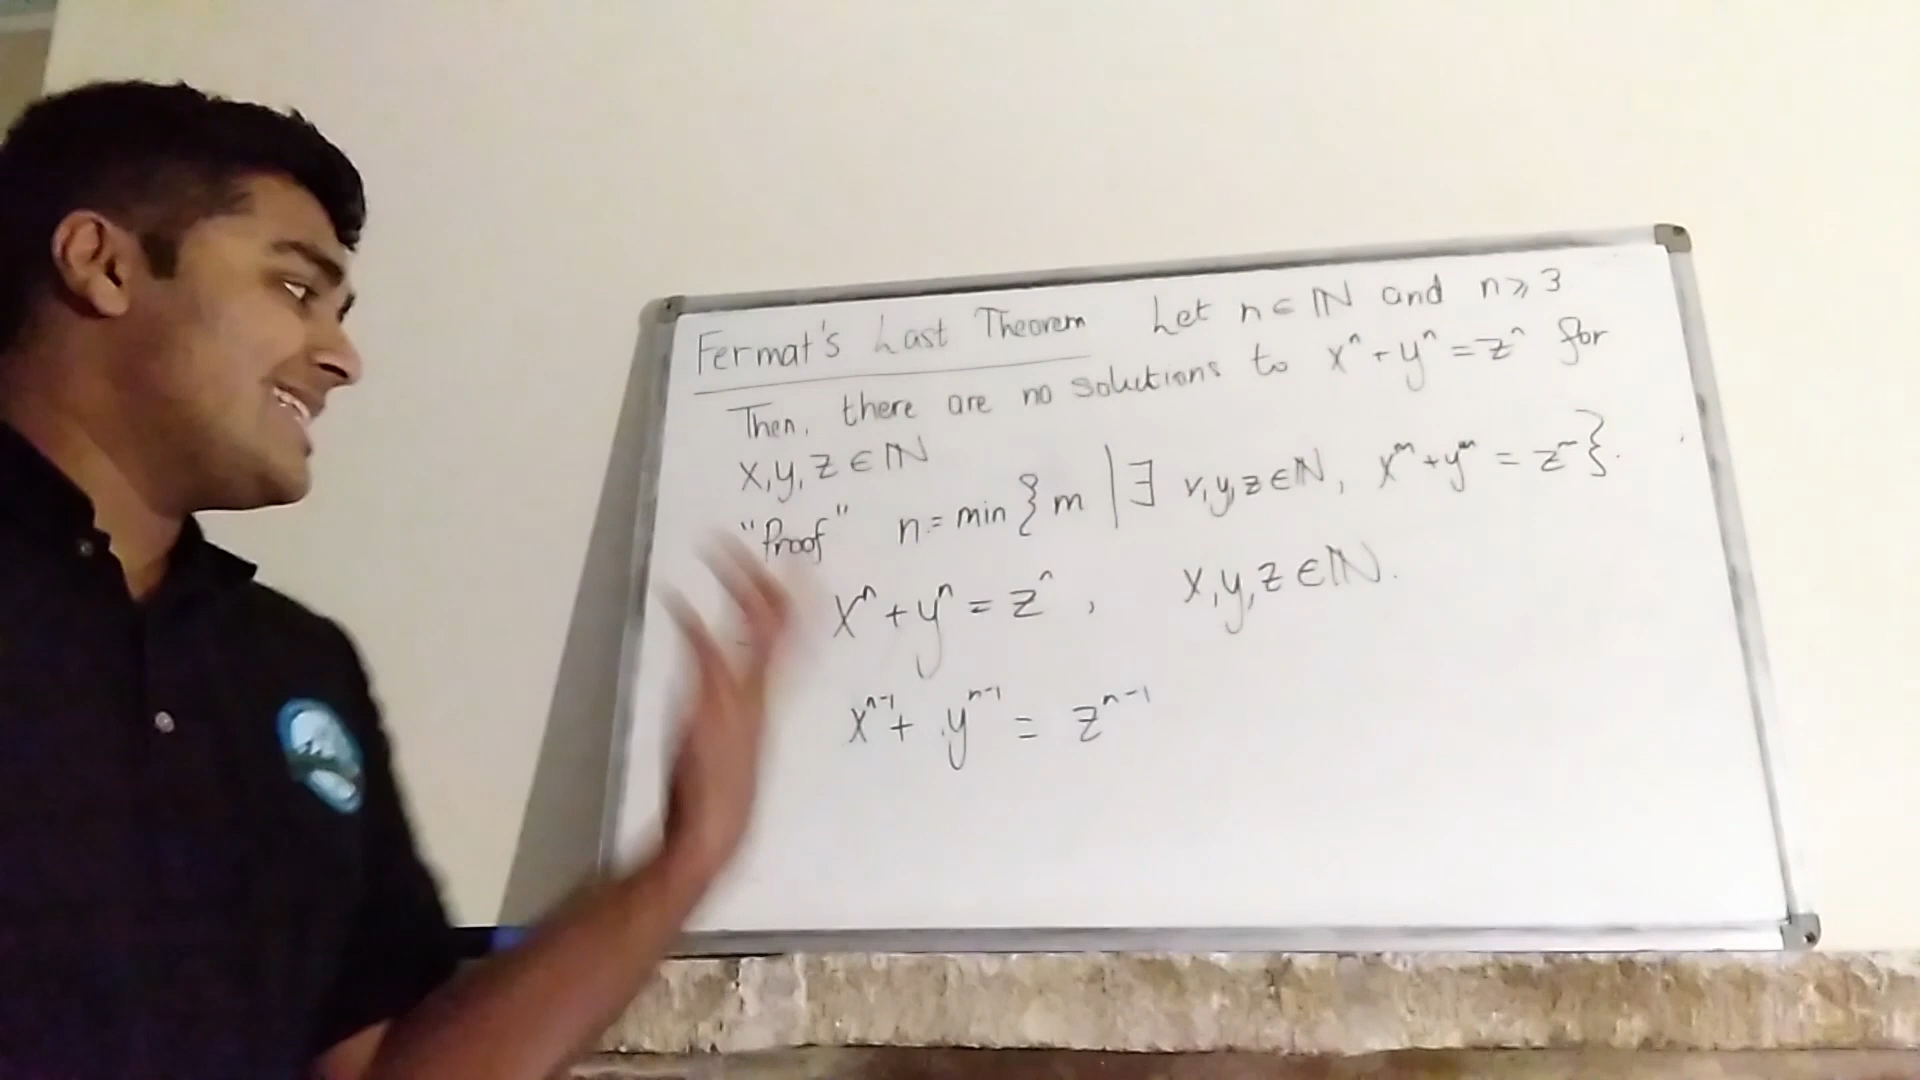 Fermat's Last Theorem Let n ∈ ℕ and n ⩾ 3
Then, there are no solutions to xⁿ + yⁿ = zⁿ for
x, y, z ∈ ℕ
"Proof" n = min { m | ∃ x, y, z ∈ ℕ, xᵐ + yᵐ = zᵐ }.
xⁿ + yⁿ = zⁿ , x, y, z ∈ ℕ.
xⁿ⁻¹ + yⁿ⁻¹ = zⁿ⁻¹